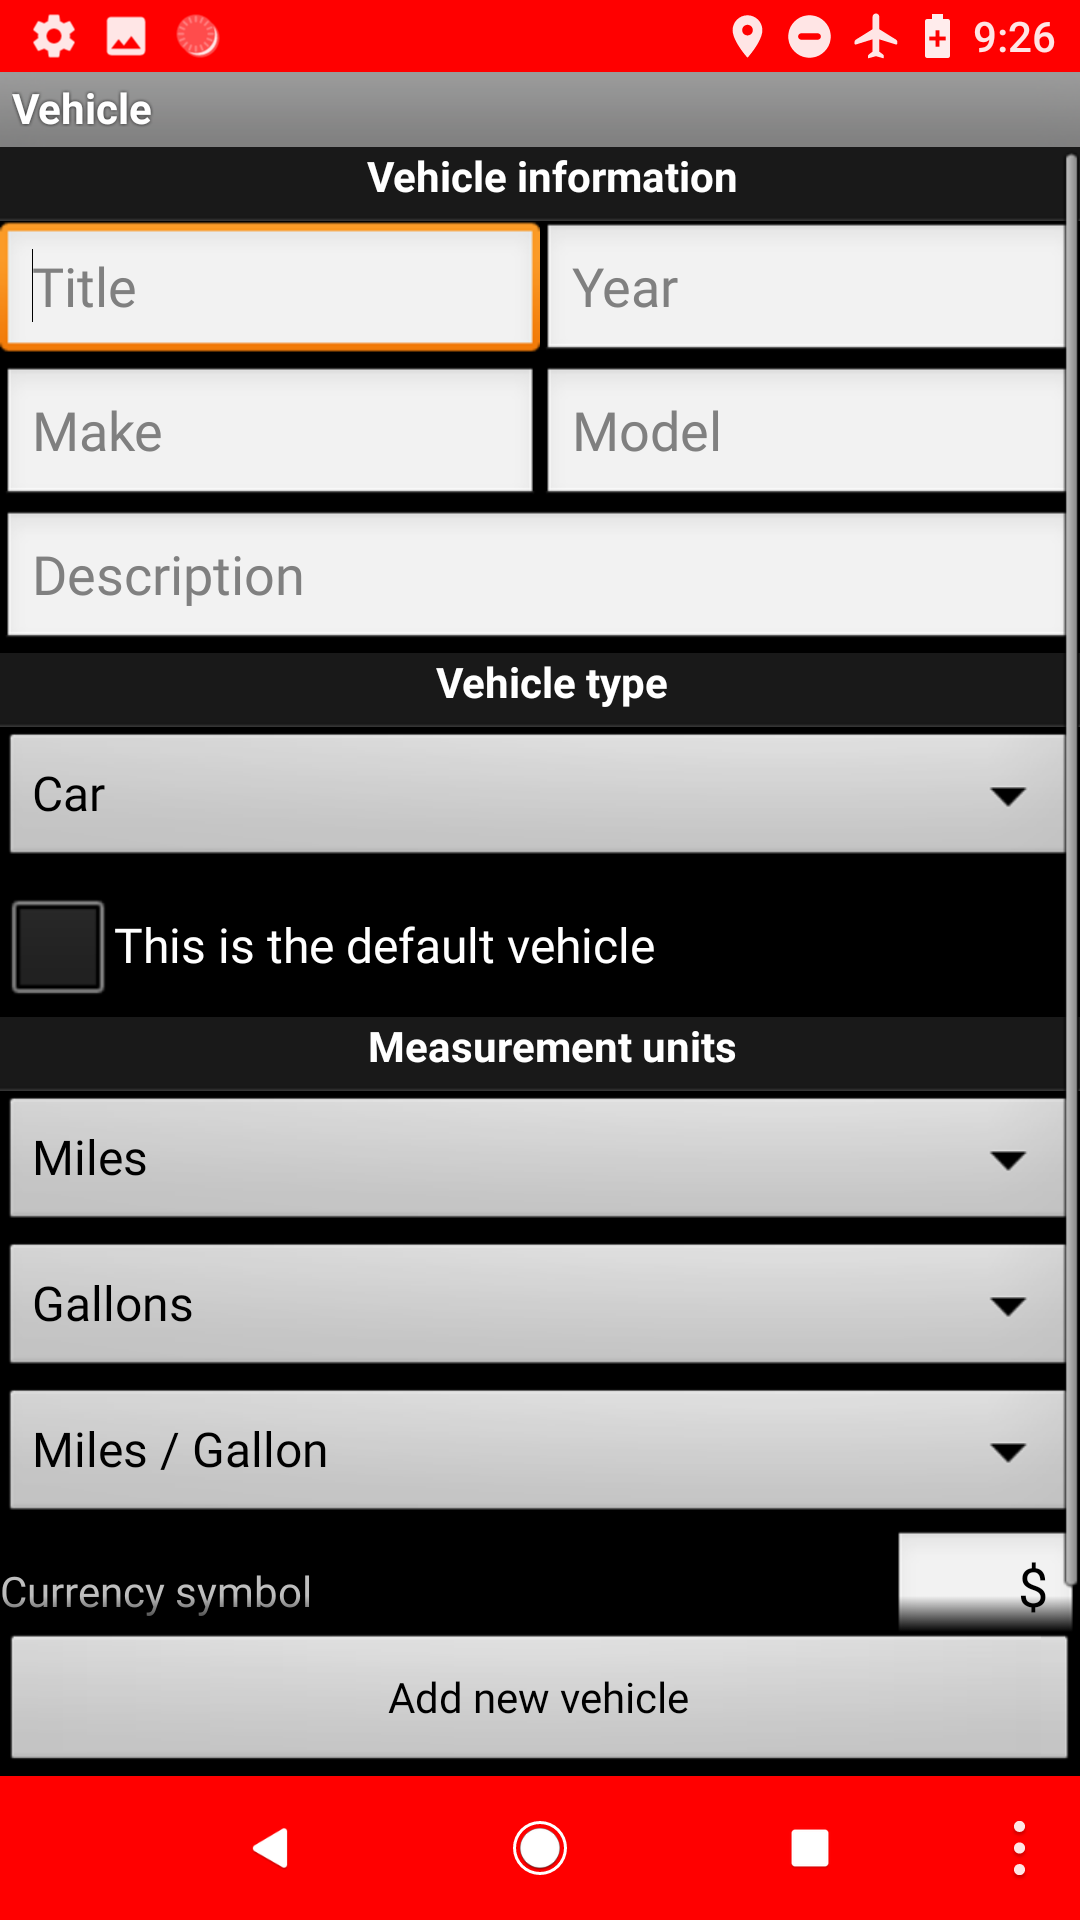 9:26
Vehicle
Vehicle information
Title Year
Make Model
Description
Vehicle type
Car
This is the default vehicle
Measurement units
Miles
Gallons
Miles / Gallon
Currency symbol $
Add new vehicle